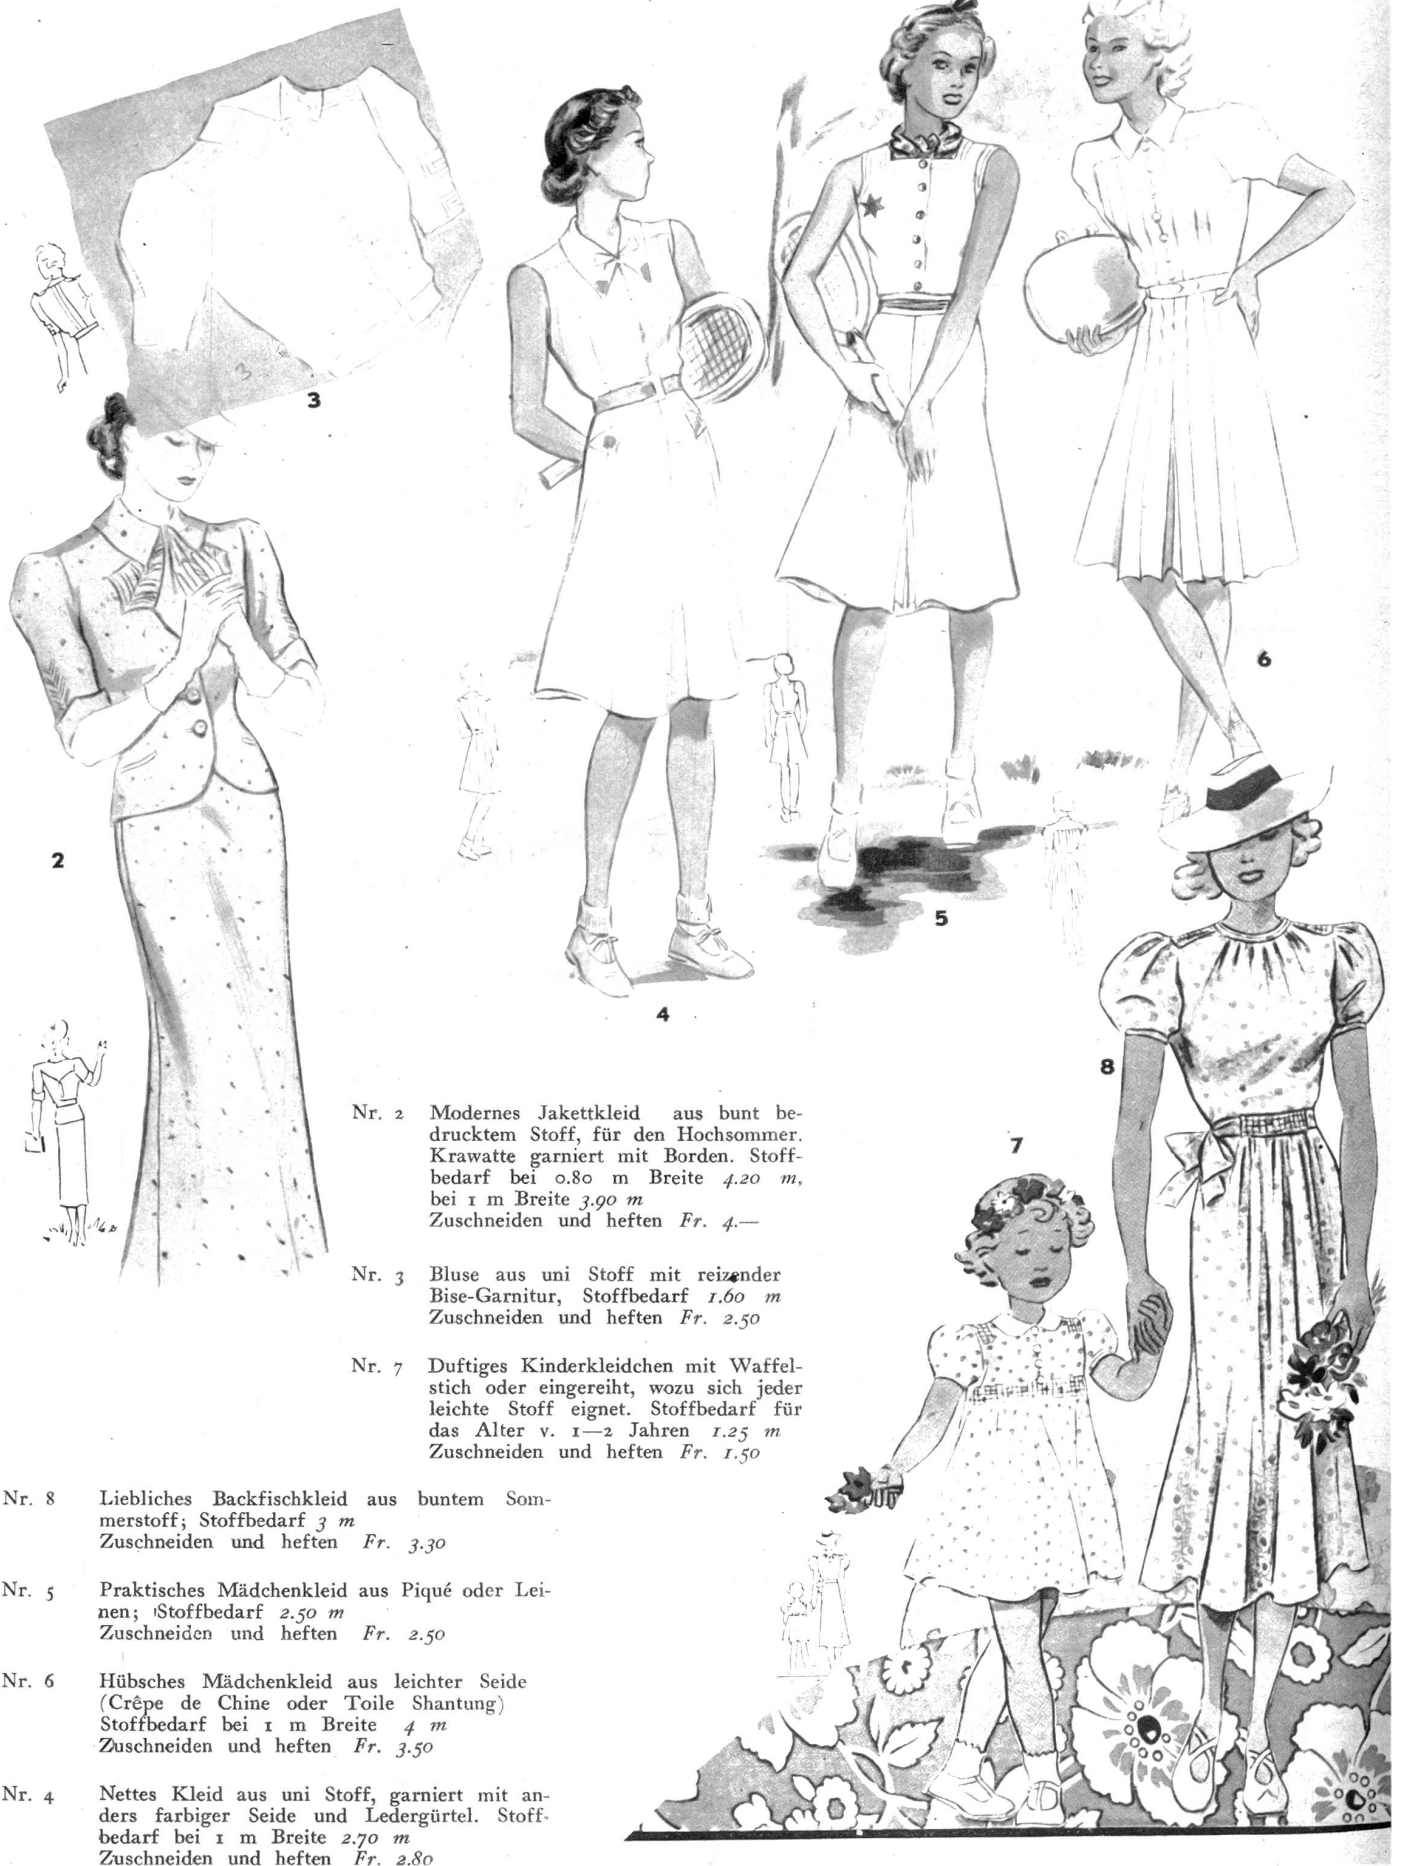 3
3
4
5
6
2
7
8
Nr. 2 Modernes Jakettkleid aus bunt be-
drucktem Stoff, für den Hochsommer.
Krawatte garniert mit Borden. Stoff-
bedarf bei 0.80 m Breite 4.20 m,
bei 1 m Breite 3.90 m
Zuschneiden und heften Fr. 4.—
Nr. 3 Bluse aus uni Stoff mit reizender
Bise-Garnitur, Stoffbedarf 1.60 m
Zuschneiden und heften Fr. 2.50
Nr. 7 Duftiges Kinderkleidchen mit Waffel-
stich oder eingereiht, wozu sich jeder
leichte Stoff eignet. Stoffbedarf für
das Alter v. 1—2 Jahren 1.25 m
Zuschneiden und heften Fr. 1.50
Nr. 8 Liebliches Backfischkleid aus buntem Som-
merstoff; Stoffbedarf 3 m
Zuschneiden und heften Fr. 3.30
Nr. 5 Praktisches Mädchenkleid aus Piqué oder Lei-
nen; Stoffbedarf 2.50 m
Zuschneiden und heften Fr. 2.50
Nr. 6 Hübsches Mädchenkleid aus leichter Seide
(Crêpe de Chine oder Toile Shantung)
Stoffbedarf bei 1 m Breite 4 m
Zuschneiden und heften Fr. 3.50
Nr. 4 Nettes Kleid aus uni Stoff, garniert mit an-
ders farbiger Seide und Ledergürtel. Stoff-
bedarf bei 1 m Breite 2.70 m
Zuschneiden und heften Fr. 2.80